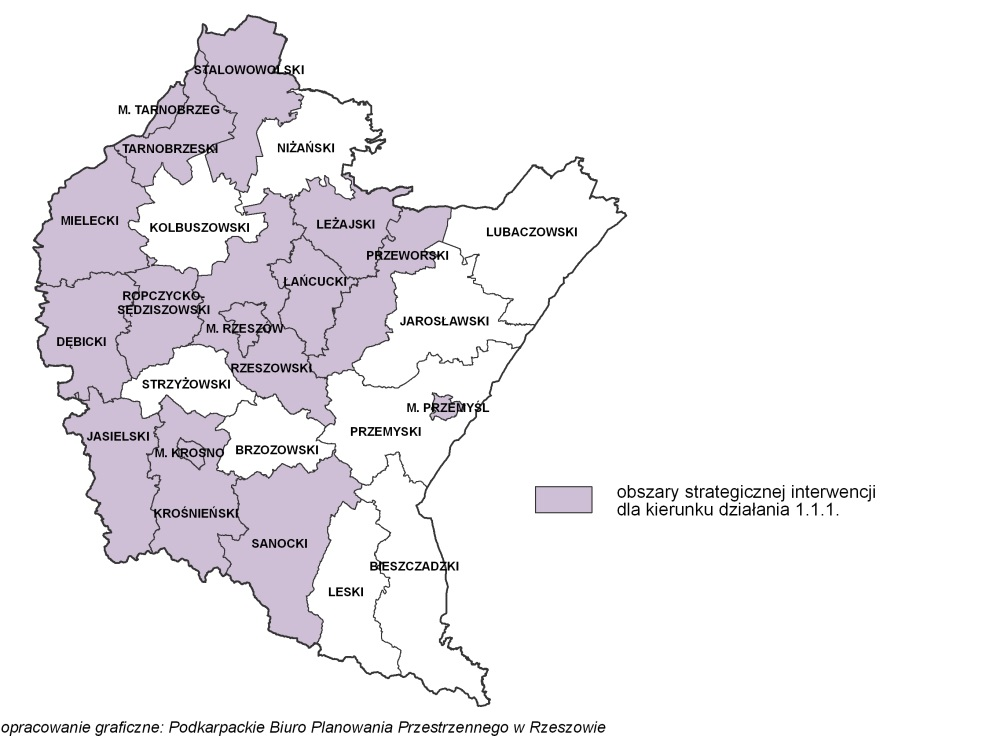 STALOWOWOLSKI
M. TARNOBRZEG
TARNOBRZESKI
NIŻAŃSKI
MIELECKI
KOLBUSZOWSKI
LEŻAJSKI
LUBACZOWSKI
PRZEWORSKI
ŁAŃCUCKI
ROPCZYCKO-
SĘDZISZOWSKI
M. RZESZÓW
JAROSŁAWSKI
DĘBICKI
RZESZOWSKI
STRZYŻOWSKI
M. PRZEMYŚL
PRZEMYSKI
JASIELSKI
M. KROSNO
BRZOZOWSKI
KROŚNIEŃSKI
SANOCKI
BIESZCZADZKI
LESKI
obszary strategicznej interwencji
dla kierunku działania 1.1.1.
opracowanie graficzne: Podkarpackie Biuro Planowania Przestrzennego w Rzeszowie